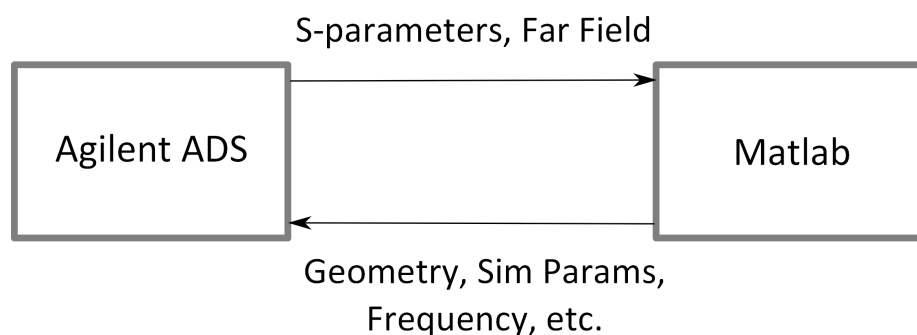 S-parameters, Far Field
Agilent ADS
Matlab
Geometry, Sim Params,
Frequency, etc.